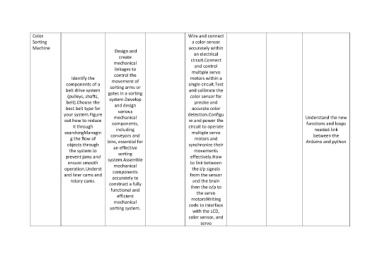 Color
Sorting
Machine
Identify the
components of a
belt drive system
(pulleys, shafts,
belt).Choose the
best belt type for
your system.Figure
out how to reduce
it through
the flow of
objects through
the system to
prevent jams and
ensure smooth
operation.Underst
and liner cams and
rotary cams.
Design and
create
mechanical
linkages to
control the
movement of
sorting arms or
gates in a sorting
system.Develop
and design
various
mechanical
components,
including
conveyors and
bins, essential for
an effective
sorting
system.Assemble
mechanical
components
accurately to
construct a fully
functional and
efficient
mechanical
sorting system.
Wire and connect
a color sensor
accurately within
an electrical
circuit.Connect
and control
multiple servo
motors within a
single circuit.Test
and calibrate the
color sensor for
precise and
accurate color
detection.Configu
re and power the
circuit to operate
multiple servo
motors and
synchronize their
movements
effectively.How
to link between
the i/p signals
from the sensor
and the brain
then the o/p to
the servo
motorsWriting
code to interface
with the LCD,
color sensor, and
servo
Understand the new
functions and loops
needed.link
between the
Arduino and python